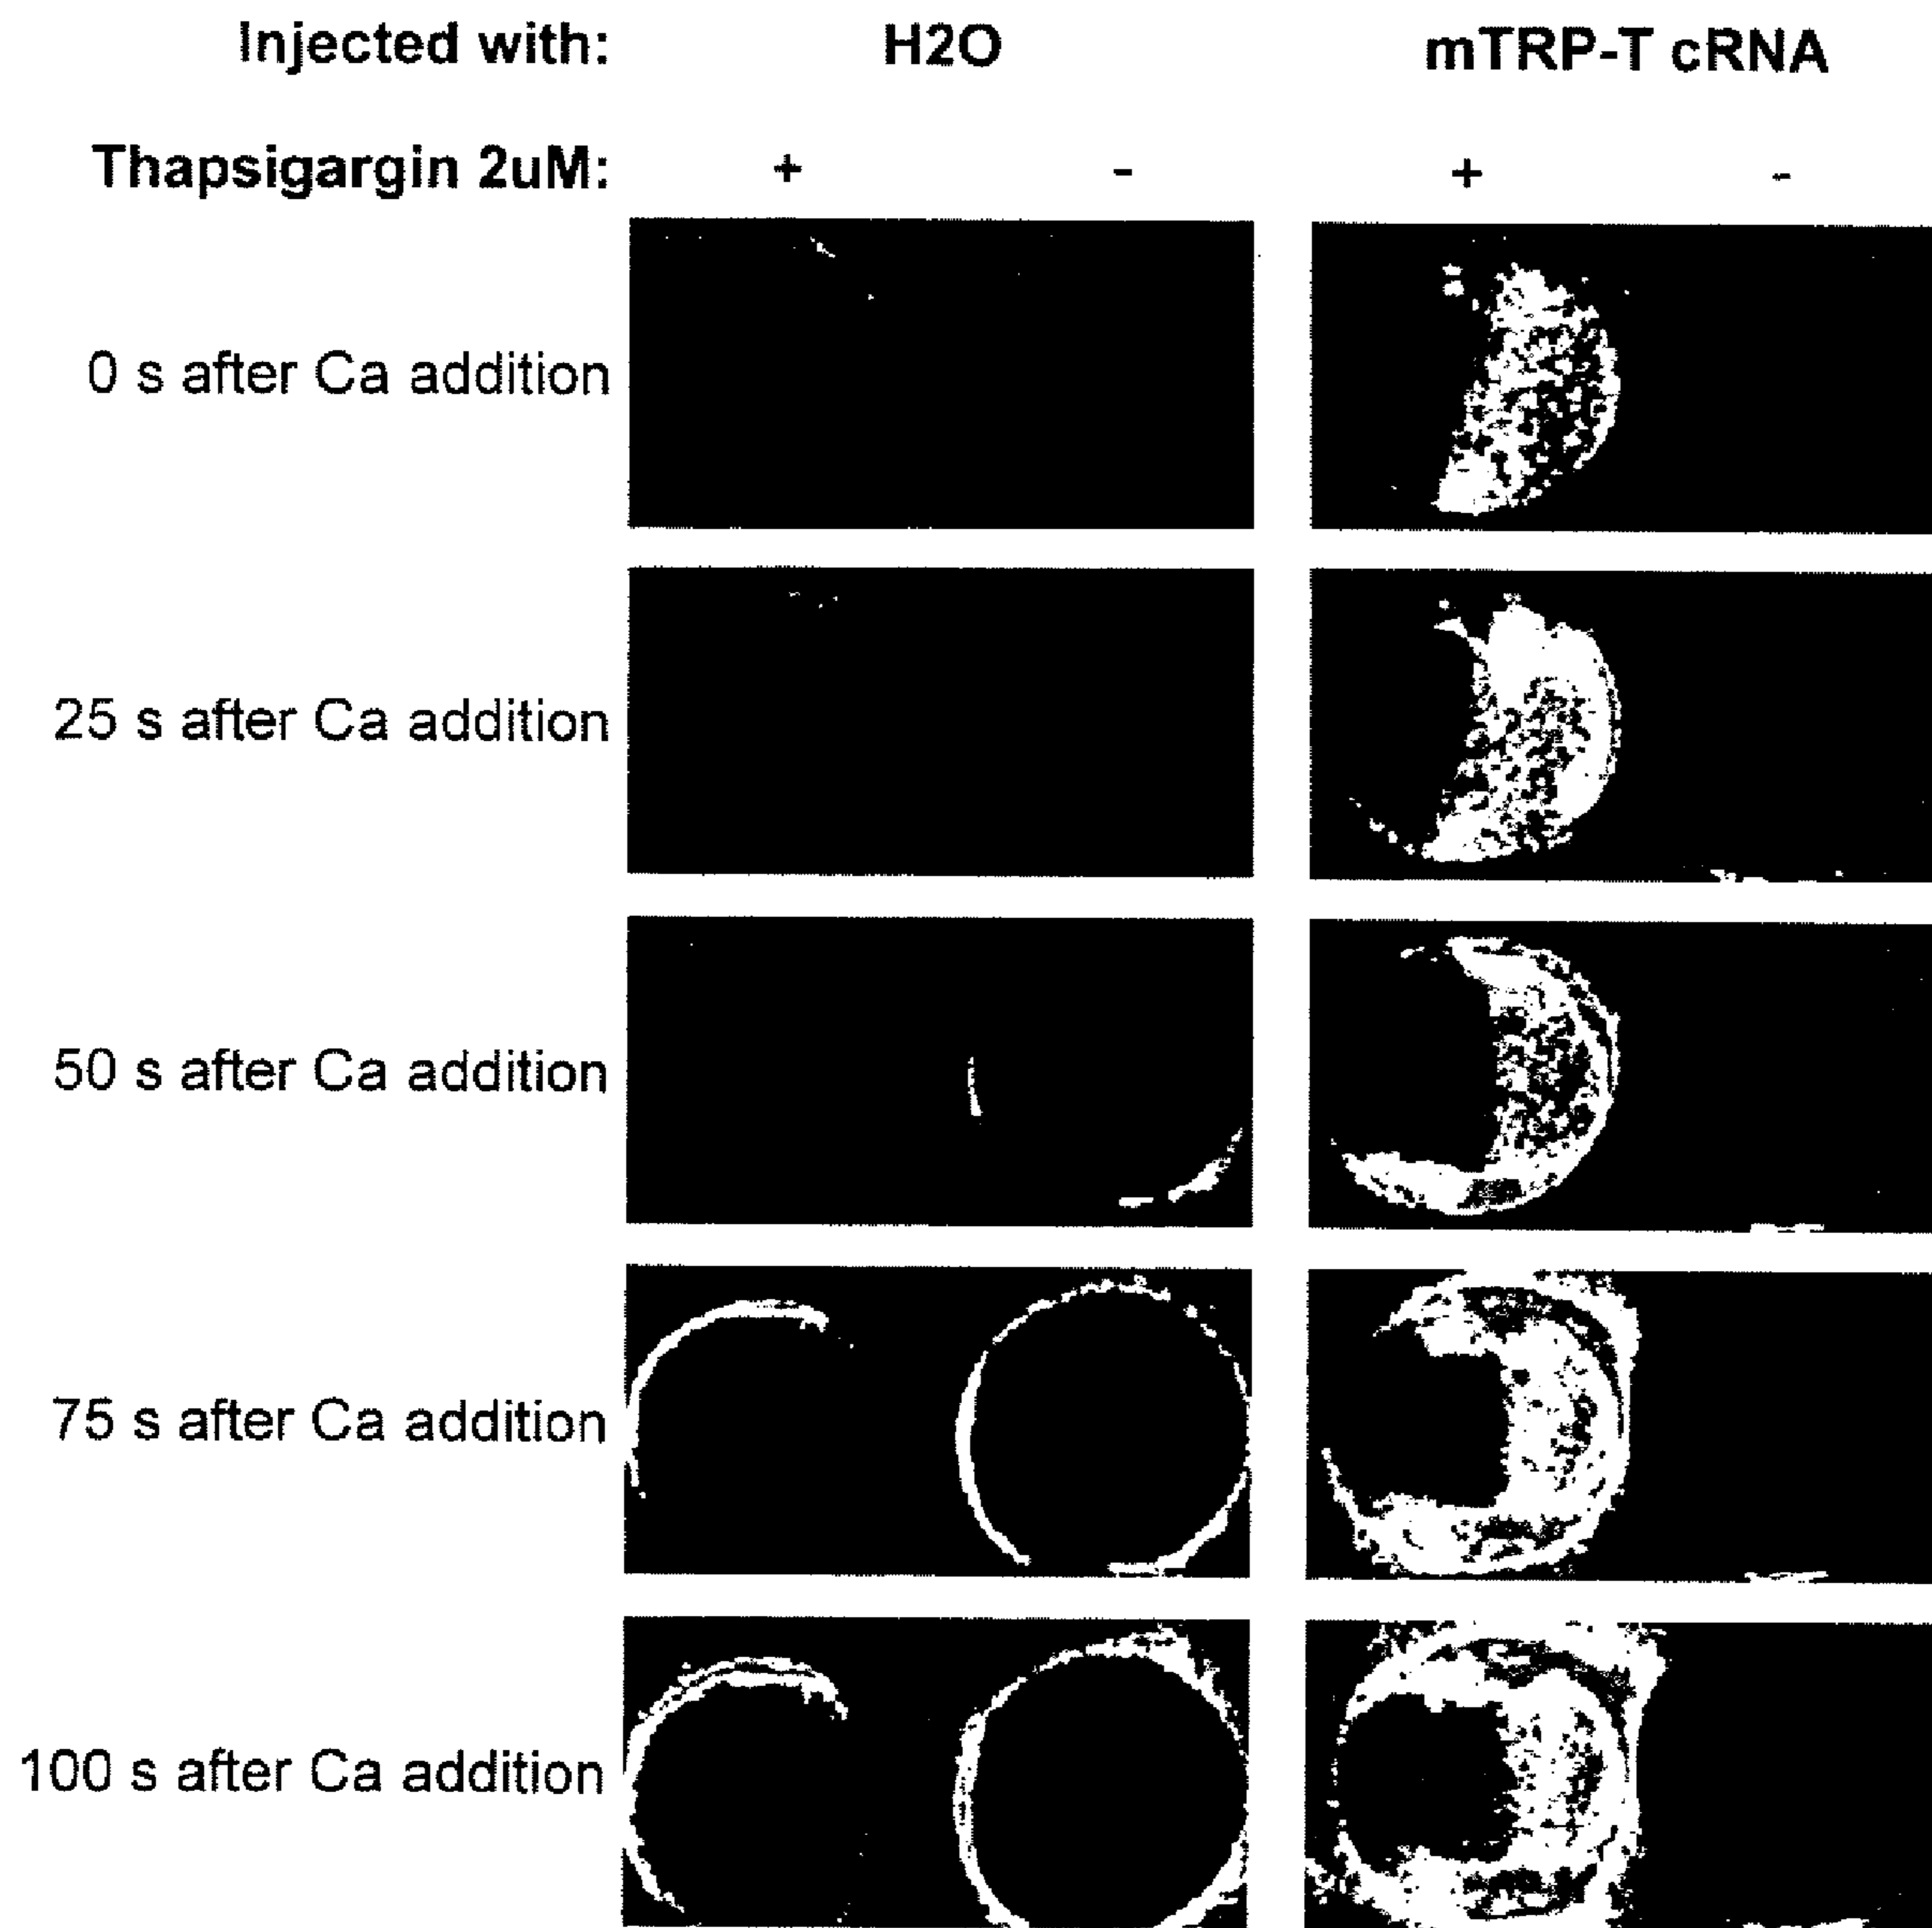 Injected with: H2O mTRP-T cRNA
Thapsigargin 2uM: + - + -
0 s after Ca addition
25 s after Ca addition
50 s after Ca addition
75 s after Ca addition
100 s after Ca addition